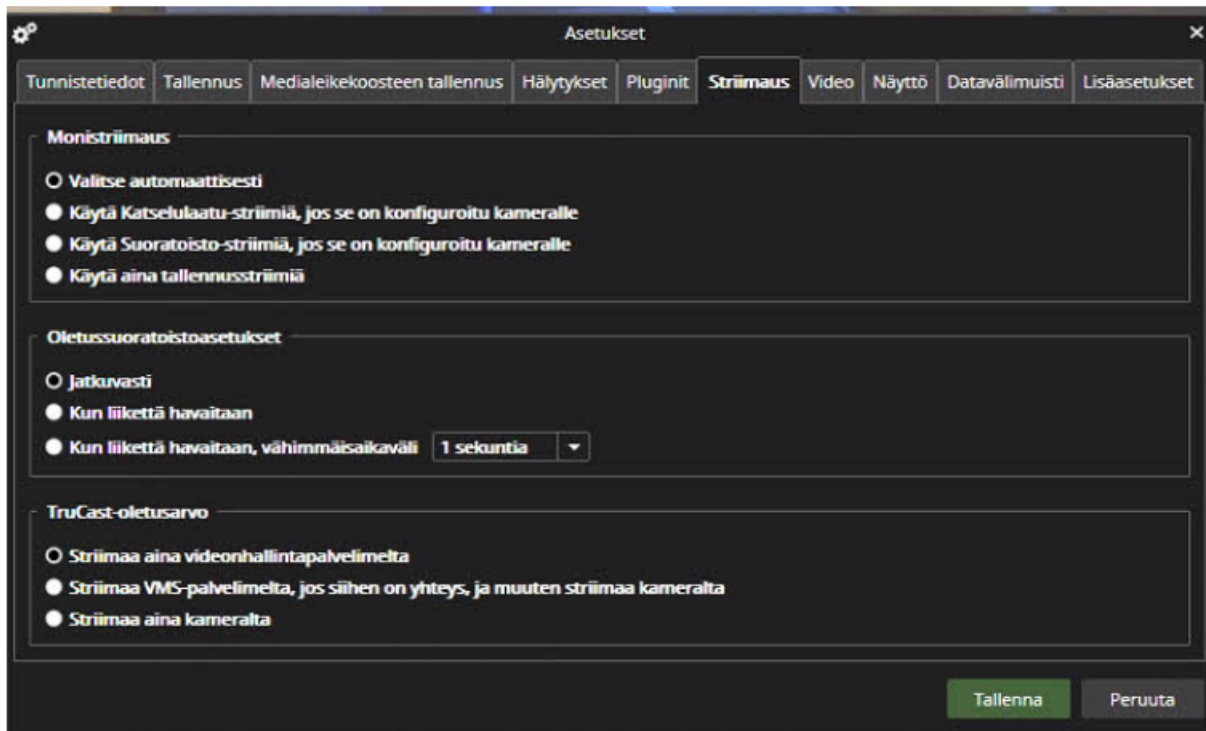 Asetukset
Tunnistetiedot Tallennus Medialeikekoosteen tallennus Hälytykset Pluginit Striimaus Video Näyttö Datavälimuisti Lisäasetukset
Monistriimaus
Valitse automaattisesti
Käytä Katselulaatu-striimiä, jos se on konfiguroitu kameralle
Käytä Suoratoisto-striimiä, jos se on konfiguroitu kameralle
Käytä aina tallennusstriimiä
Oletussuoratoistoasetukset
Jatkuvasti
Kun liikettä havaitaan
Kun liikettä havaitaan, vähimmäisaikaväli 1 sekuntia
TruCast-oletusarvo
Striimaa aina videonhallintapalvelimelta
Striimaa VMS-palvelimelta, jos siihen on yhteys, ja muuten striimaa kameralta
Striimaa aina kameralta
Tallenna Peruuta